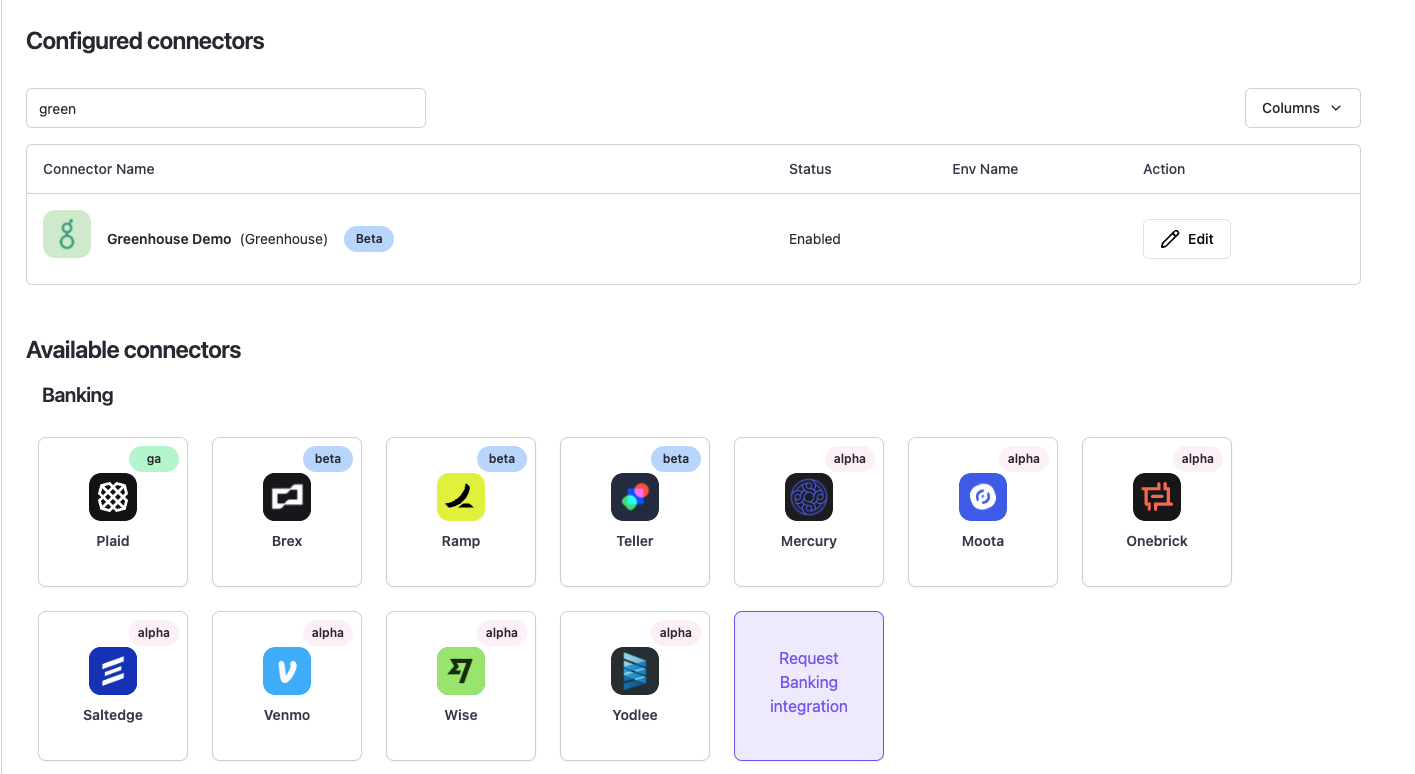 Configured connectors
green
Columns
Connector Name Status Env Name Action
Greenhouse Demo (Greenhouse) Beta Enabled Edit
Available connectors
Banking
ga beta beta beta alpha alpha alpha
Plaid Brex Ramp Teller Mercury Moota Onebrick
alpha alpha alpha alpha
Request
Banking
integration
Saltedge Venmo Wise Yodlee